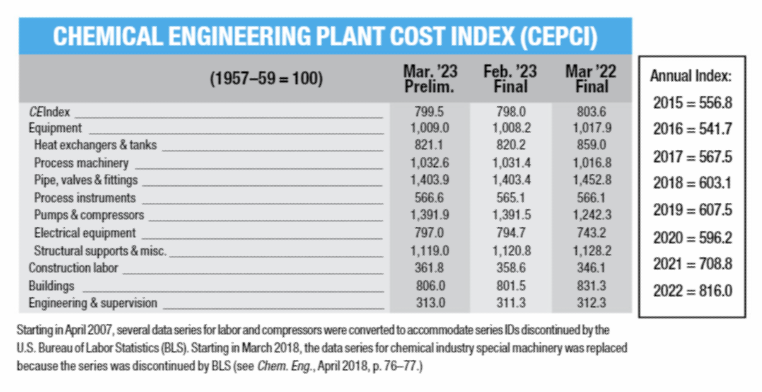 CHEMICAL ENGINEERING PLANT COST INDEX (CEPCI)
(1957–59 = 100) Mar. ’23 Prelim. Feb. ’23 Final Mar ’22 Final
CEIndex 799.5 798.0 803.6
Equipment 1,009.0 1,008.2 1,017.9
Heat exchangers & tanks 821.1 820.2 859.0
Process machinery 1,032.6 1,031.4 1,016.8
Pipe, valves & fittings 1,403.9 1,403.4 1,452.8
Process instruments 566.6 565.1 566.1
Pumps & compressors 1,391.9 1,391.5 1,242.3
Electrical equipment 797.0 794.7 743.2
Structural supports & misc. 1,119.0 1,120.8 1,128.2
Construction labor 361.8 358.6 346.1
Buildings 806.0 801.5 831.3
Engineering & supervision 313.0 311.3 312.3
Annual Index:
2015 = 556.8
2016 = 541.7
2017 = 567.5
2018 = 603.1
2019 = 607.5
2020 = 596.2
2021 = 708.8
2022 = 816.0
Starting in April 2007, several data series for labor and compressors were converted to accommodate series IDs discontinued by the
U.S. Bureau of Labor Statistics (BLS). Starting in March 2018, the data series for chemical industry special machinery was replaced
because the series was discontinued by BLS (see Chem. Eng., April 2018, p. 76–77.)